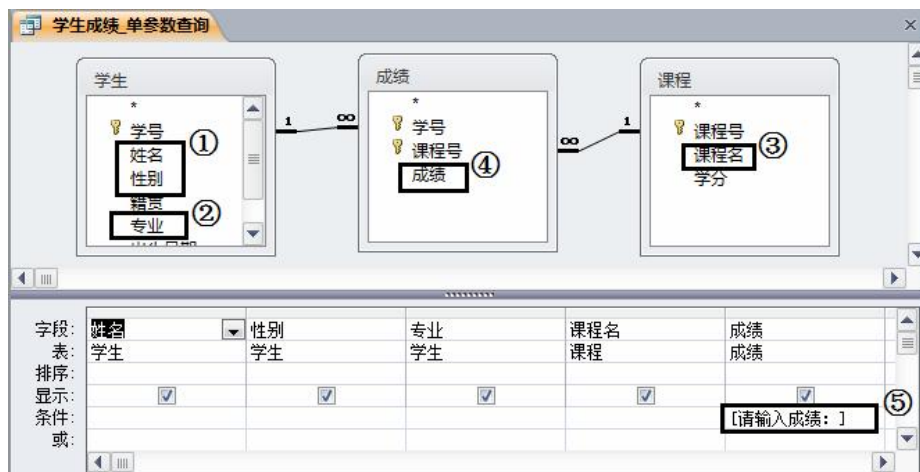 学生成绩_单参数查询
学生
*
学号
姓名
性别
籍贯
专业
①
②
1
∞
成绩
*
学号
课程号
成绩
④
∞
1
课程
*
课程号
课程名
学分
③
字段: 姓名 性别 专业 课程名 成绩
表: 学生 学生 学生 课程 成绩
排序:
显示:
条件: [请输入成绩：]
⑤
或: